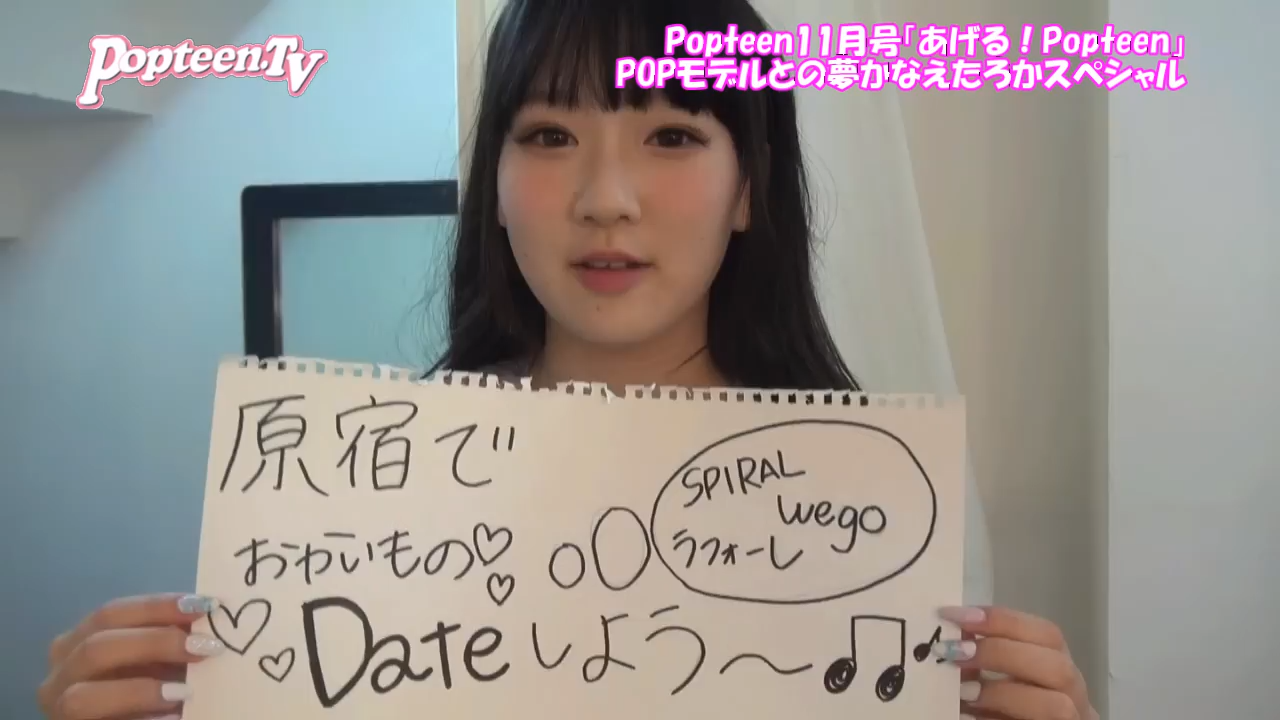 PopteenTV
Popteen11月号「あげる!Popteen」
POPモデルとの夢かなえたろかスペシャル
原宿で
おかいもの♡♡
SPIRAL
wego
ラフォーレ
♡♡Dateしよう〜♫♪